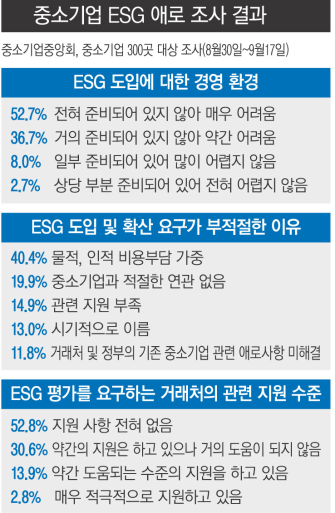 중소기업 ESG 애로 조사 결과
중소기업중앙회, 중소기업 300곳 대상 조사(8월30일~9월17일)
ESG 도입에 대한 경영 환경
52.7% 전혀 준비되어 있지 않아 매우 어려움
36.7% 거의 준비되어 있지 않아 약간 어려움
8.0% 일부 준비되어 있어 많이 어렵지 않음
2.7% 상당 부분 준비되어 있어 전혀 어렵지 않음
ESG 도입 및 확산 요구가 부적절한 이유
40.4% 물적, 인적 비용부담 가중
19.9% 중소기업과 적절한 연관 없음
14.9% 관련 지원 부족
13.0% 시기적으로 이름
11.8% 거래처 및 정부의 기존 중소기업 관련 애로사항 미해결
ESG 평가를 요구하는 거래처의 관련 지원 수준
52.8% 지원 사항 전혀 없음
30.6% 약간의 지원은 하고 있으나 거의 도움이 되지 않음
13.9% 약간 도움되는 수준의 지원을 하고 있음
2.8% 매우 적극적으로 지원하고 있음